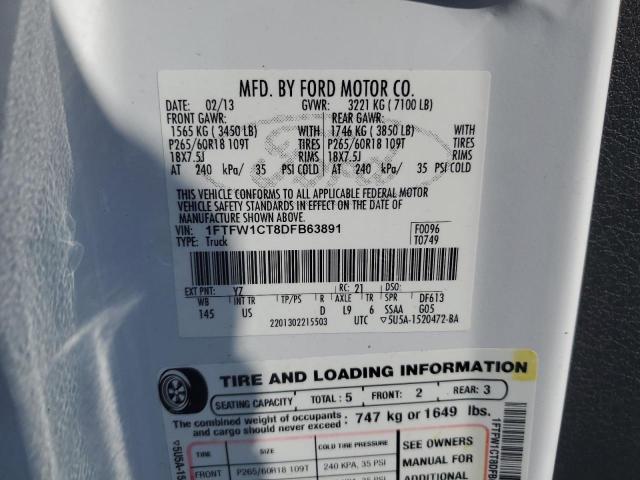 MFD. BY FORD MOTOR CO.
DATE: 02/13 GVWR: 3221 KG ( 7100 LB)
FRONT GAWR: REAR GAWR:
1565 KG ( 3450 LB) 1746 KG ( 3850 LB)
P265/60R18 109T TIRES P265/60R18 109T TIRES
18X7.5J RIMS 18X7.5J RIMS
AT 240 kPa/ 35 PSI COLD AT 240 kPa/ 35 PSI COLD
Ford
THIS VEHICLE CONFORMS TO ALL APPLICABLE FEDERAL MOTOR
VEHICLE SAFETY STANDARDS IN EFFECT ON THE DATE OF
MANUFACTURE SHOWN ABOVE.
VIN: 1FTFW1CT8DFB63891 F0096
TYPE: Truck T0749
EXT PNT: YZ RC: 21 DSO:
WB INT TR TP/PS R AXLE TR SPR DF613
145 US D L9 6 SSAA G05
2201302215503 UTC ▽5U5A-1520472-BA
TIRE AND LOADING INFORMATION
SEATING CAPACITY TOTAL: 5 FRONT: 2 REAR: 3
The combined weight of occupants and cargo should never exceed: 747 kg or 1649 lbs.
TIRE SIZE COLD TIRE PRESSURE
FRONT P265/60R18 109T 240 KPA, 35 PSI
SEE OWNERS
MANUAL FOR
ADDITIONAL
▽5U5A-15
1FTFW1CT8DFB